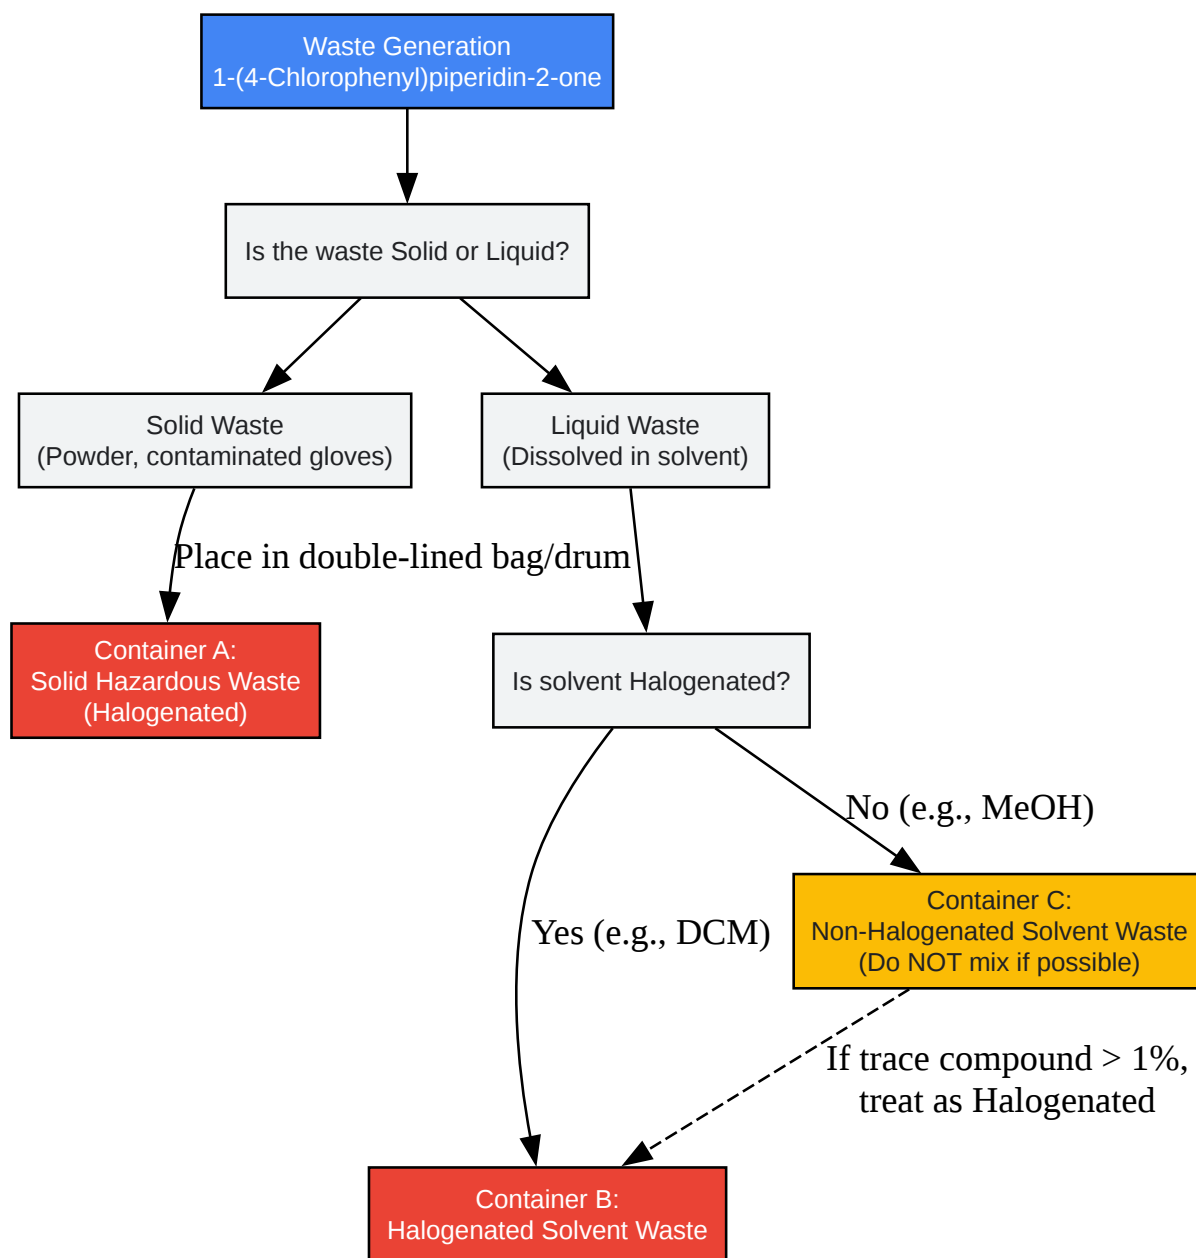 Waste Generation
1-(4-Chlorophenyl)piperidin-2-one
Is the waste Solid or Liquid?
Solid Waste
(Powder, contaminated gloves)
Liquid Waste
(Dissolved in solvent)
Place in double-lined bag/drum
Container A:
Solid Hazardous Waste
(Halogenated)
Is solvent Halogenated?
No (e.g., MeOH)
Yes (e.g., DCM)
Container C:
Non-Halogenated Solvent Waste
(Do NOT mix if possible)
If trace compound > 1%,
treat as Halogenated
Container B:
Halogenated Solvent Waste